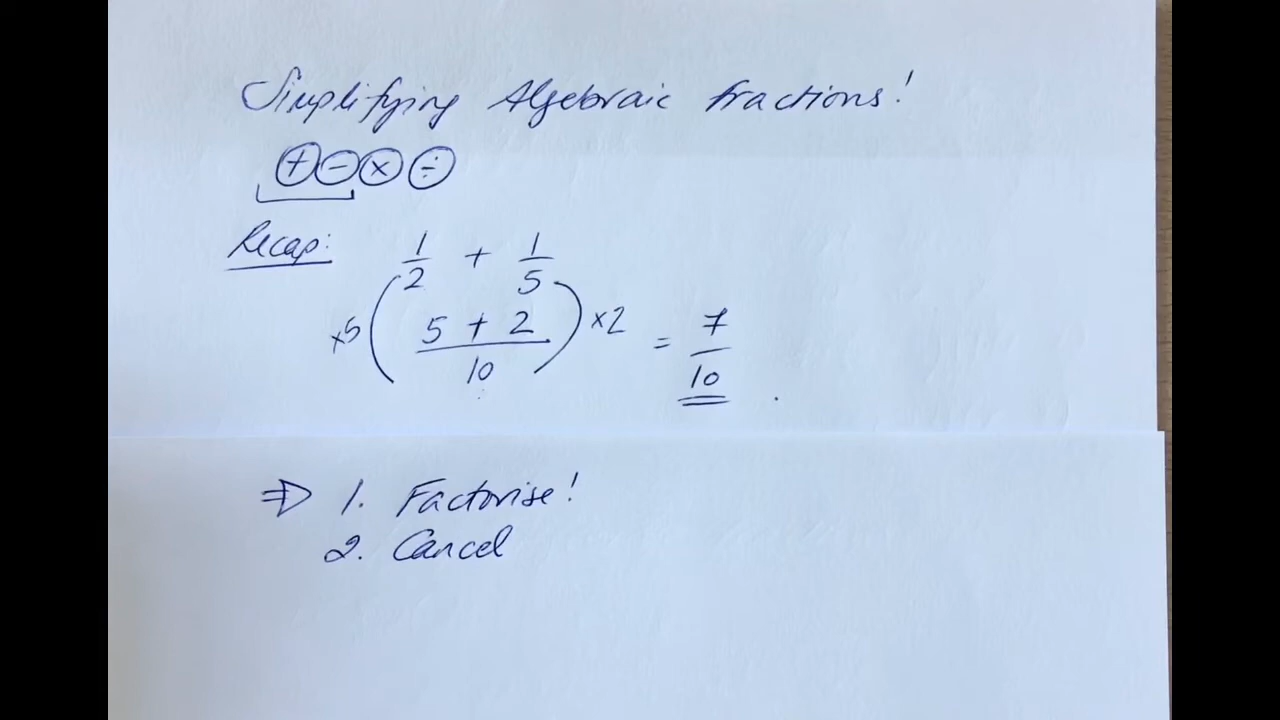 Simplifying Algebraic fractions!
+ - × ÷
Recap: 1/2 + 1/5
×5 ( 5 + 2 / 10 ) ×2 = 7/10
⇒ 1. Factorise!
2. Cancel